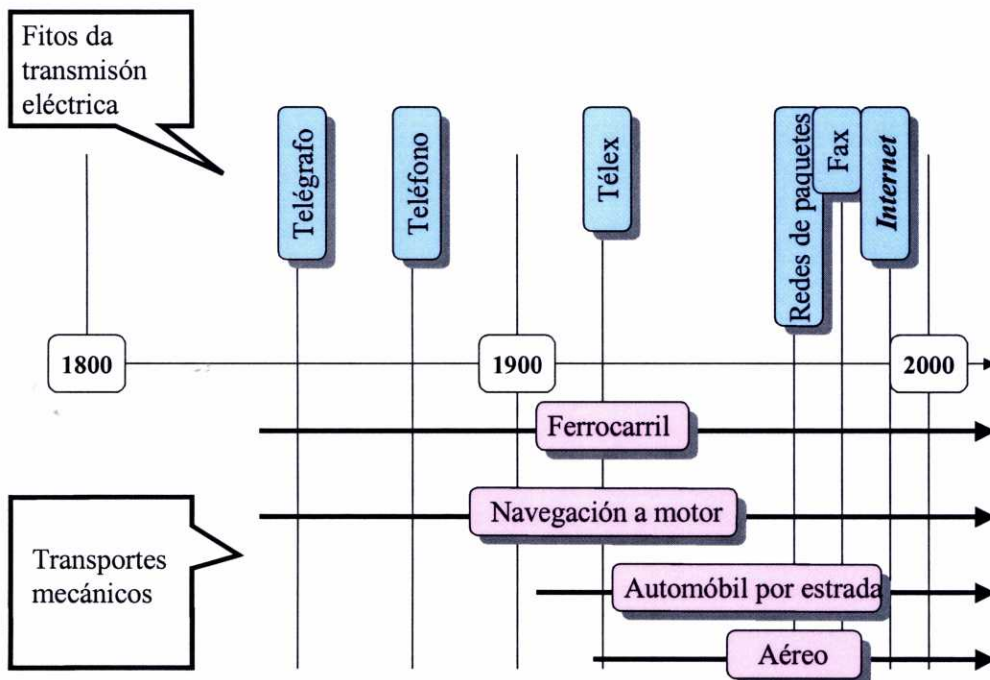 Fitos da
transmisón
eléctrica
Telégrafo
Teléfono
Télex
Redes de paquetes
Fax
Internet
1800
1900
2000
Ferrocarril
Navegación a motor
Transportes
mecánicos
Automóbil por estrada
Aéreo